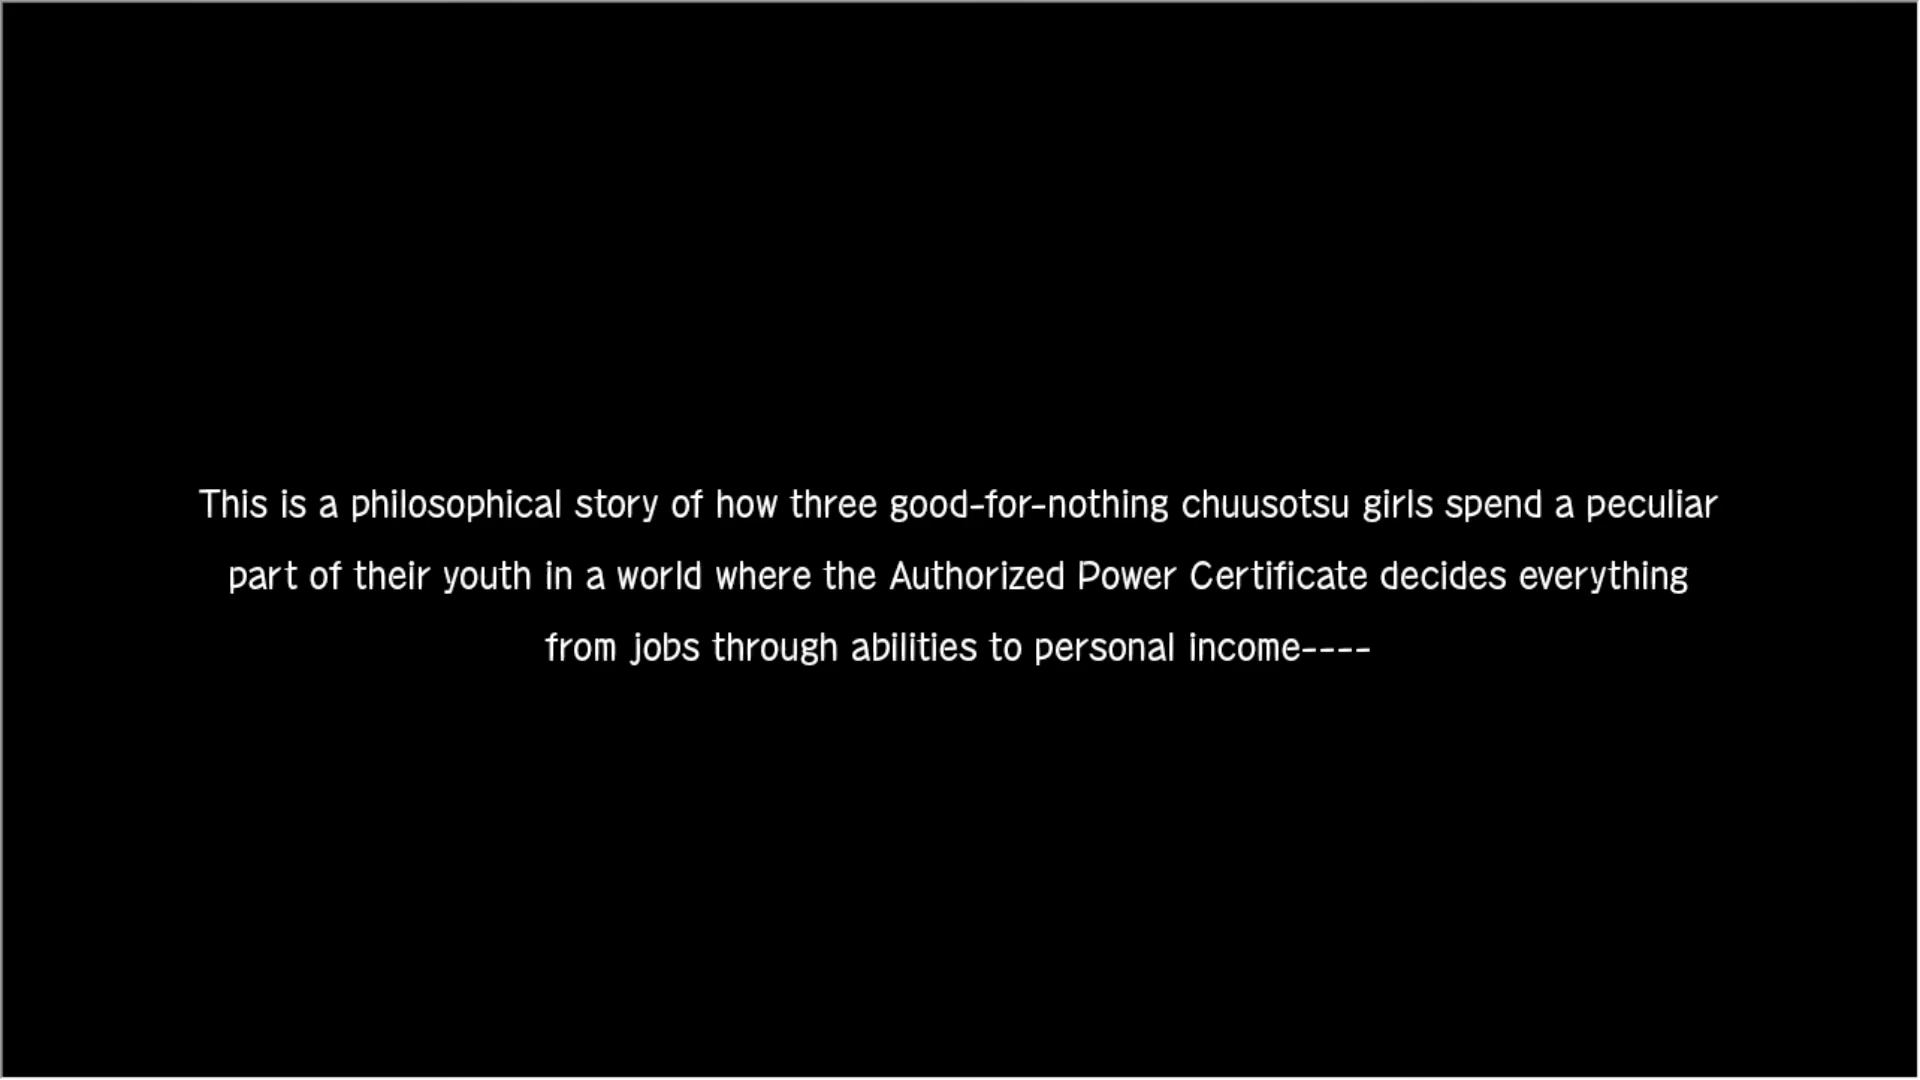 This is a philosophical story of how three good-for-nothing chuusotsu girls spend a peculiar
part of their youth in a world where the Authorized Power Certificate decides everything
from jobs through abilities to personal income----